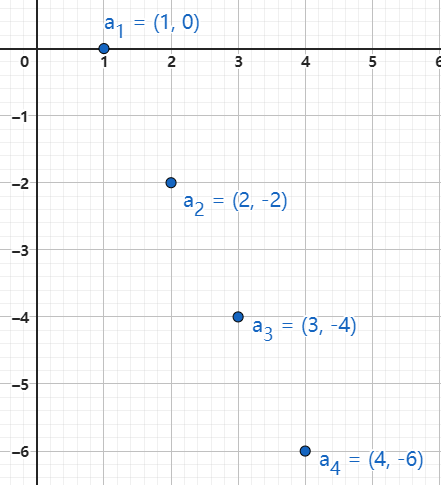 a₁ = (1, 0)
0 1 2 3 4 5
–1
–2
a₂ = (2, -2)
–3
–4
a₃ = (3, -4)
–5
–6
a₄ = (4, -6)